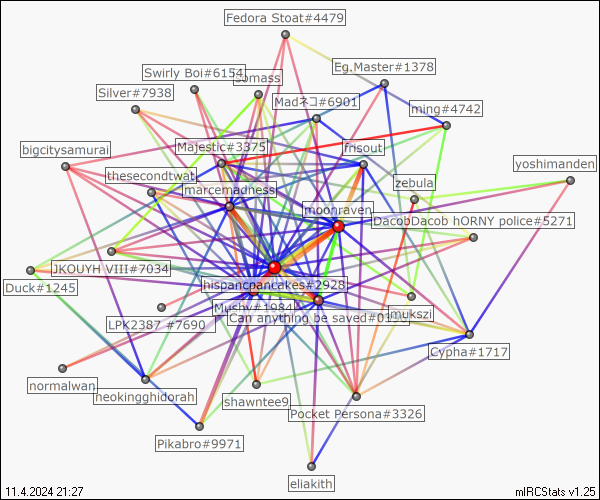 Fedora Stoat#4479
Eg.Master#1378
Swirly Boi#6154
somass
Silver#7938
Madネコ#6901
ming#4742
Majestic#3375
frisout
bigcitysamurai
yoshimanden
thesecondtwat
zebula
marcemadness
moonraven
DacobDacob hORNY police#5271
JKOUYH VIII#7034
hispancpancakes#2928
Duck#1245
Mushy#1984
Can anything be saved#0
mukszi
LPK2387 #7690
Cypha#1717
normalwan
heokingghidorah
shawntee9
Pocket Persona#3326
Pikabro#9971
eliakith
11.4.2024 21:27
mIRCStats v1.25